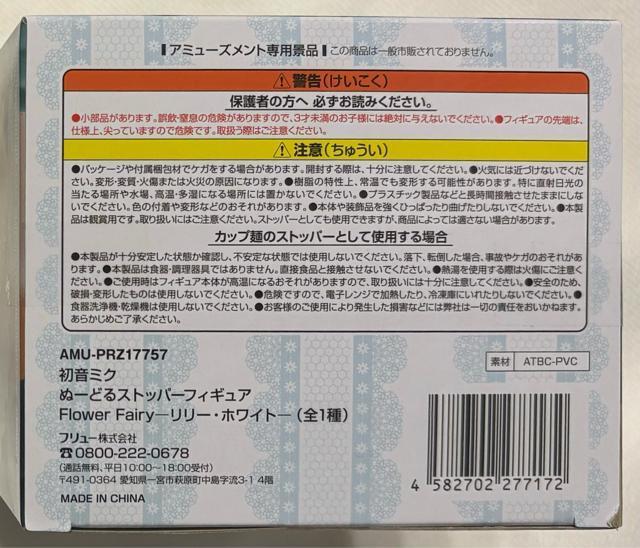 アミューズメント専用景品 この商品は一般市販されておりません。
⚠警告(けいこく)
保護者の方へ 必ずお読みください。
●小部品があります。誤飲・窒息の危険がありますので、3才未満のお子様には絶対に与えないでください。●フィギュアの先端は、
仕様上、尖っていますので危険です。取扱う際はご注意ください。
⚠注意(ちゅうい)
●パッケージや付属梱包材でケガをする場合があります。開封する際は、十分に注意してください。●火気には近づけないでく
ださい。変形・変質・火傷または火災の原因になります。●樹脂の特性上、常温でも変形する可能性があります。特に直射日光の
当たる場所や水場、高温・多湿になる場所には置かないでください。●プラスチック製品などと長時間接触させたままにし
ないでください。色の付着や変形などのおそれがあります。●本体や装飾品を強くひっぱったり曲げたりしないでください。●本製
品は観賞用です。取り扱いにはご注意ください。ストッパーとしても使用できますが、商品によっては適さない場合があります。
カップ麺のストッパーとして使用する場合
●本製品が十分安定した状態か確認し、不安定な状態では使用しないでください。落下、転倒した場合、事故やケガのおそれがあ
ります。●本製品は食器・調理器具ではありません。直接食品と接触させないでください。●熱湯を使用する際は火傷にご注意く
ださい。●ご使用時はフィギュア本体が高温になるおそれがありますので、取り扱いには十分に注意してください。●安全のため、
破損・変形したものは使用しないでください。●危険ですので、電子レンジで加熱したり、冷凍庫にいれたりしないでください。●
食器洗浄機・乾燥機は使用しないでください。●お客様のご使用により発生した損害などには弊社は一切の責任をおいかねます。
あらかじめご了承ください。
AMU-PRZ17757
素材 ATBC-PVC
初音ミク
ぬーどるストッパーフィギュア
Flower Fairy―リリー・ホワイト―(全1種)
フリュー株式会社
☎0800-222-0678
(通話無料、平日10:00～18:00受付)
〒491-0364 愛知県一宮市萩原町中島字流3-14階
MADE IN CHINA
4 582702 277172